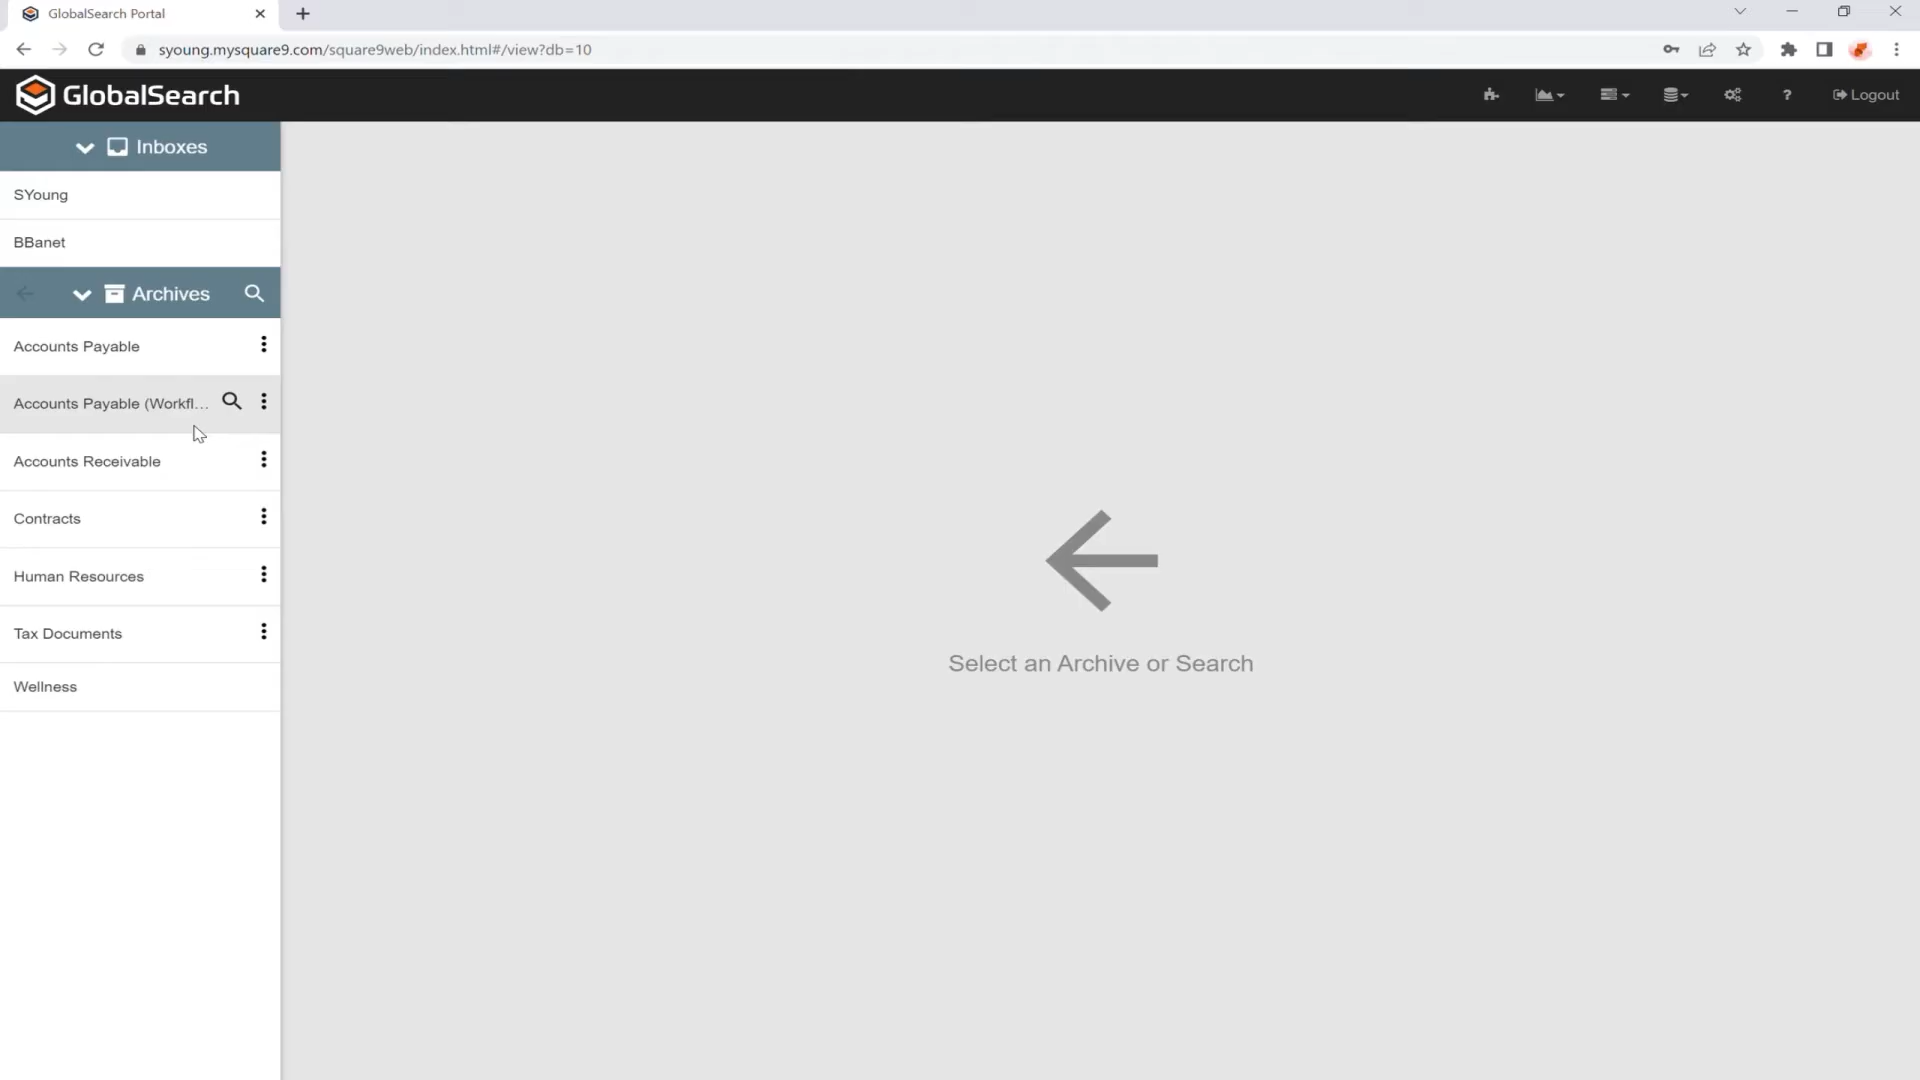 GlobalSearch Portal
syoung.mysquare9.com/square9web/index.html#/view?db=10
GlobalSearch
? Logout
Inboxes
SYoung
BBanet
Archives
Accounts Payable
Accounts Payable (Workfl...
Accounts Receivable
Contracts
Human Resources
Tax Documents
Wellness
Select an Archive or Search